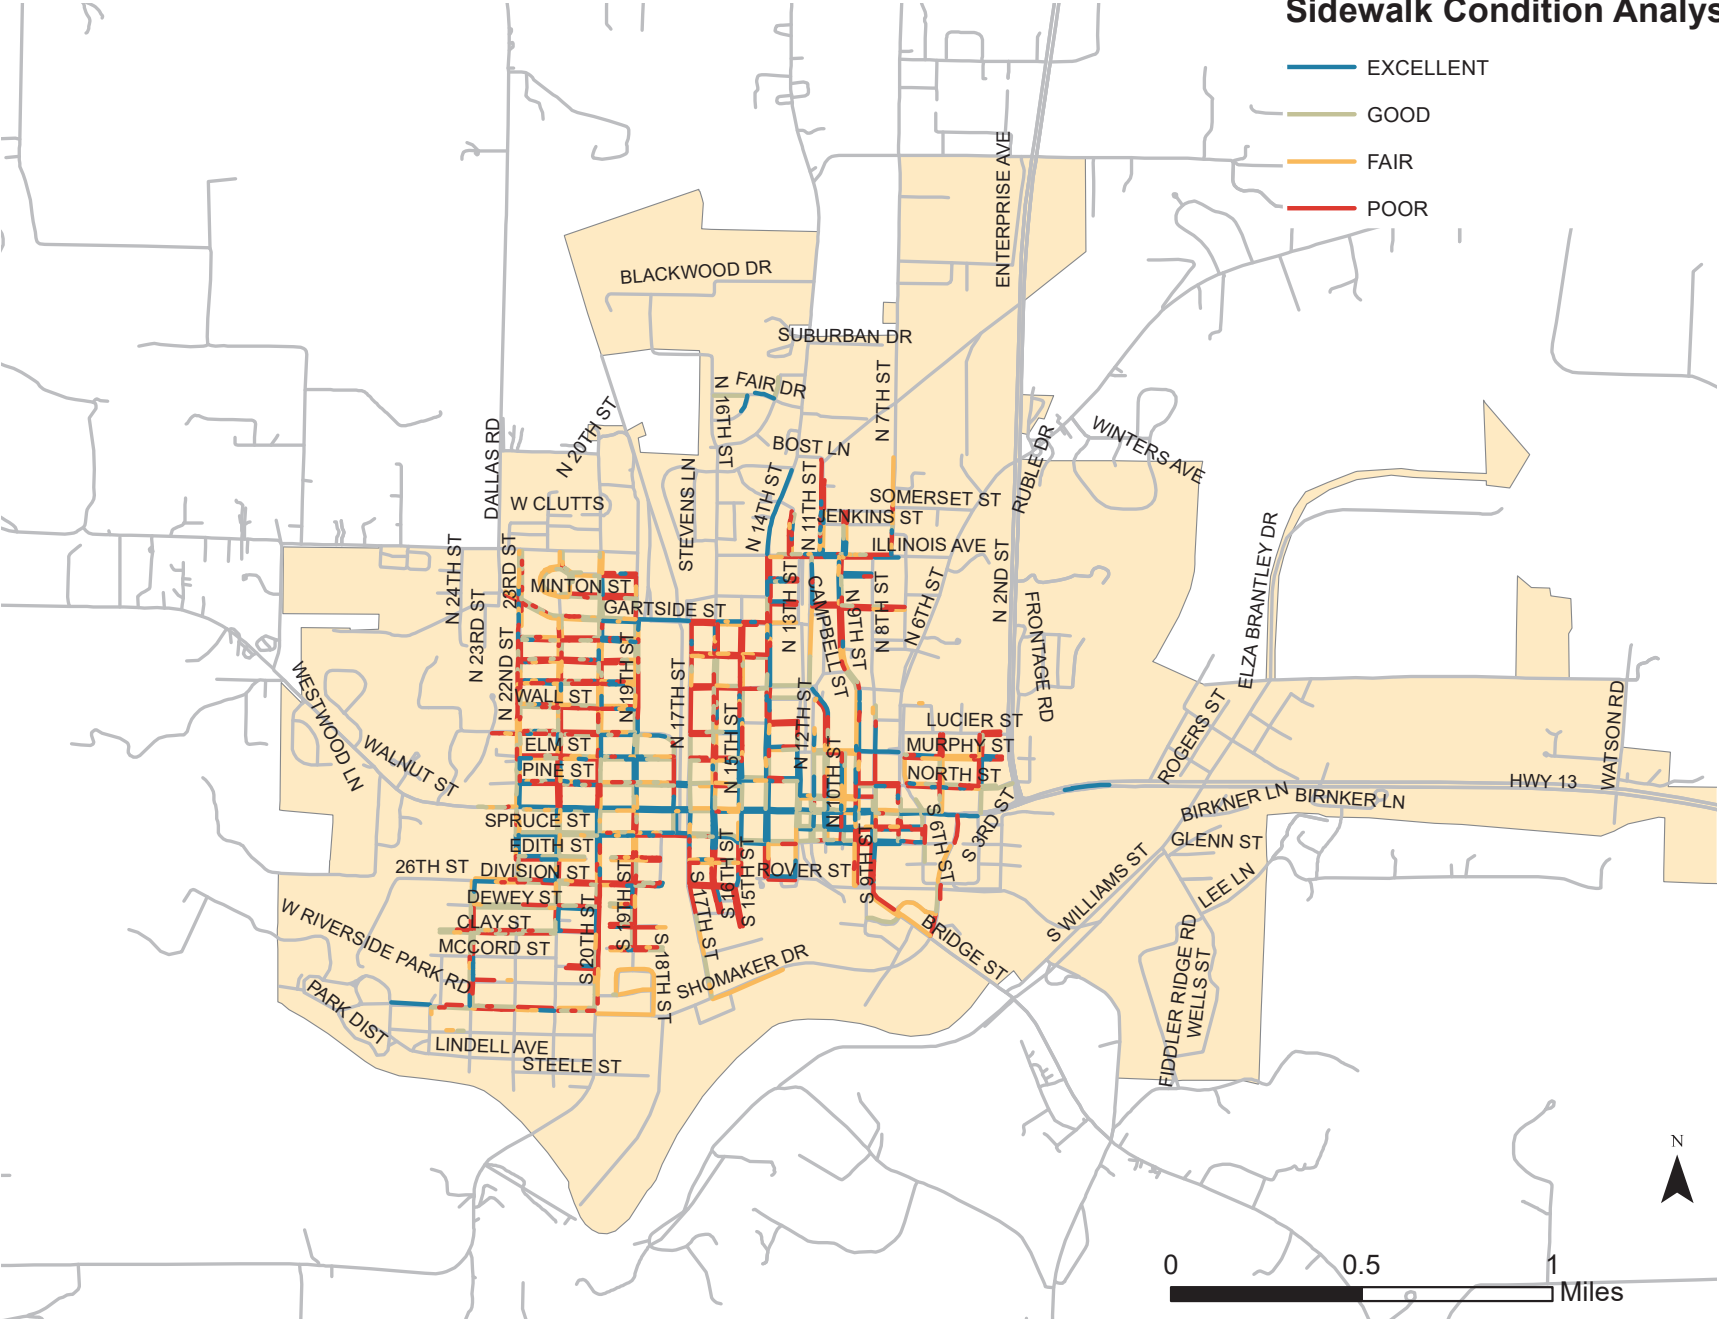 Sidewalk Condition Analys
EXCELLENT
GOOD
FAIR
POOR
ENTERPRISE AVE
BLACKWOOD DR
SUBURBAN DR
FAIR DR
N 16TH ST
N 7TH ST
N 20TH ST
DALLAS RD
BOST LN
WINTERS AVE
RUBLE DR
STEVENS LN
N 14TH ST
N 11TH ST
W CLUTTS
SOMERSET ST
JENKINS ST
ILLINOIS AVE
N 24TH ST
23RD ST
N 23RD ST
N 22ND ST
MINTON ST
GARTSIDE ST
N 13TH ST
CAMPBELL ST
N 9TH ST
N 8TH ST
N 6TH ST
N 2ND ST
FRONTAGE RD
ELZA BRANTLEY DR
WESTWOOD LN
WALL ST
N 19TH ST
N 17TH ST
N 15TH ST
N 12TH ST
N 10TH ST
LUCIER ST
MURPHY ST
NORTH ST
ROGERS ST
WATSON RD
WALNUT ST
ELM ST
PINE ST
HWY 13
BIRKNER LN
BIRNKER LN
SPRUCE ST
EDITH ST
S 6TH ST
S 3RD ST
GLENN ST
26TH ST
DIVISION ST
ROVER ST
S 9TH ST
S 16TH ST
S 15TH ST
S 17TH ST
S WILLIAMS ST
LEE LN
DEWEY ST
CLAY ST
MCCORD ST
S 20TH ST
S 19TH ST
S 18TH ST
W RIVERSIDE PARK RD
SHOMAKER DR
BRIDGE ST
FIDDLER RIDGE RD
WELLS ST
PARK DIST
LINDELL AVE
STEELE ST
N
0 0.5 1
Miles